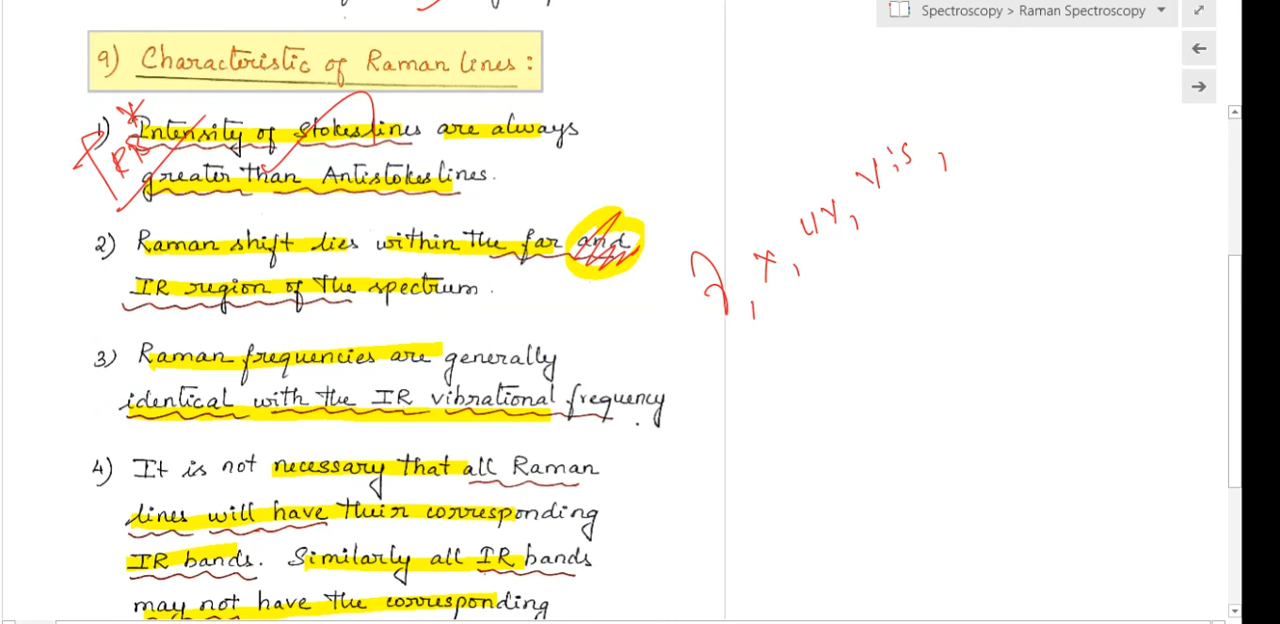 Spectroscopy > Raman Spectroscopy
9) Characteristic of Raman Lines :
1) Intensity of Stokes lines are always
greater than Antistokes lines.
2) Raman shift lies within the far and
IR region of the spectrum.
3) Raman frequencies are generally
identical with the IR vibrational frequency.
4) It is not necessary that all Raman
lines will have their corresponding
IR bands. Similarly all IR bands
may not have the corresponding
RR
γ, x, UV, Vis,